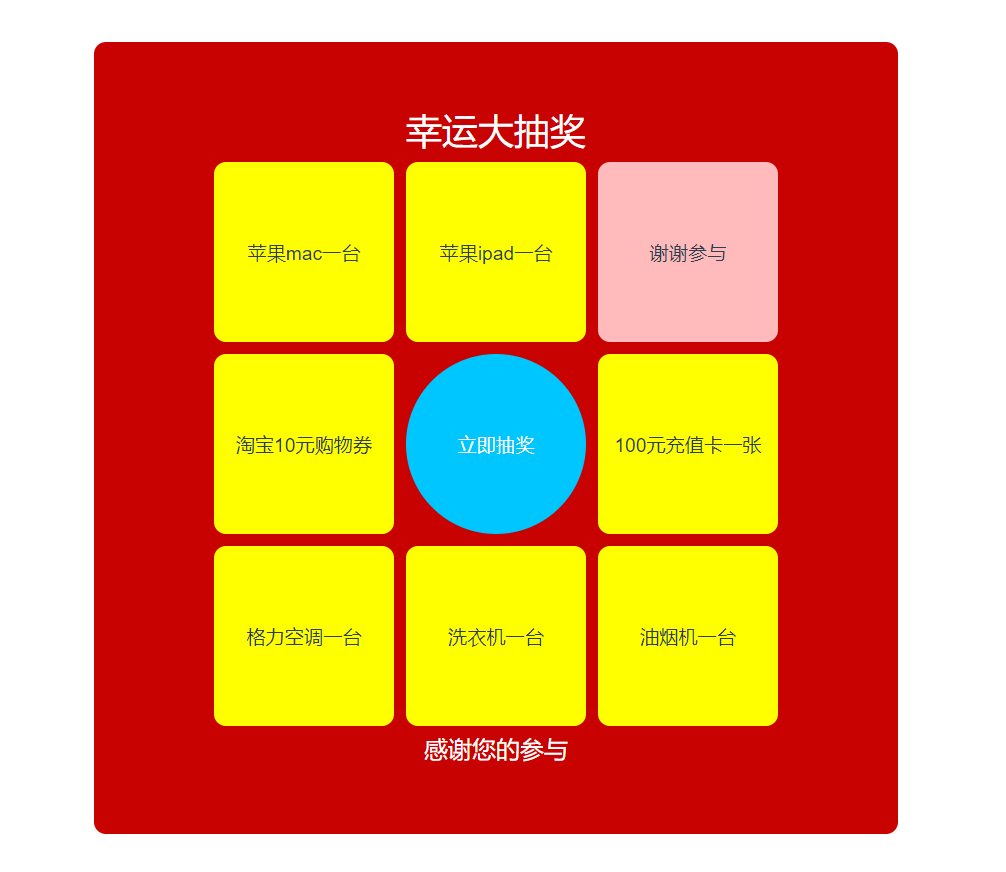 幸运大抽奖
苹果mac一台
苹果ipad一台
谢谢参与
淘宝10元购物券
立即抽奖
100元充值卡一张
格力空调一台
洗衣机一台
油烟机一台
感谢您的参与